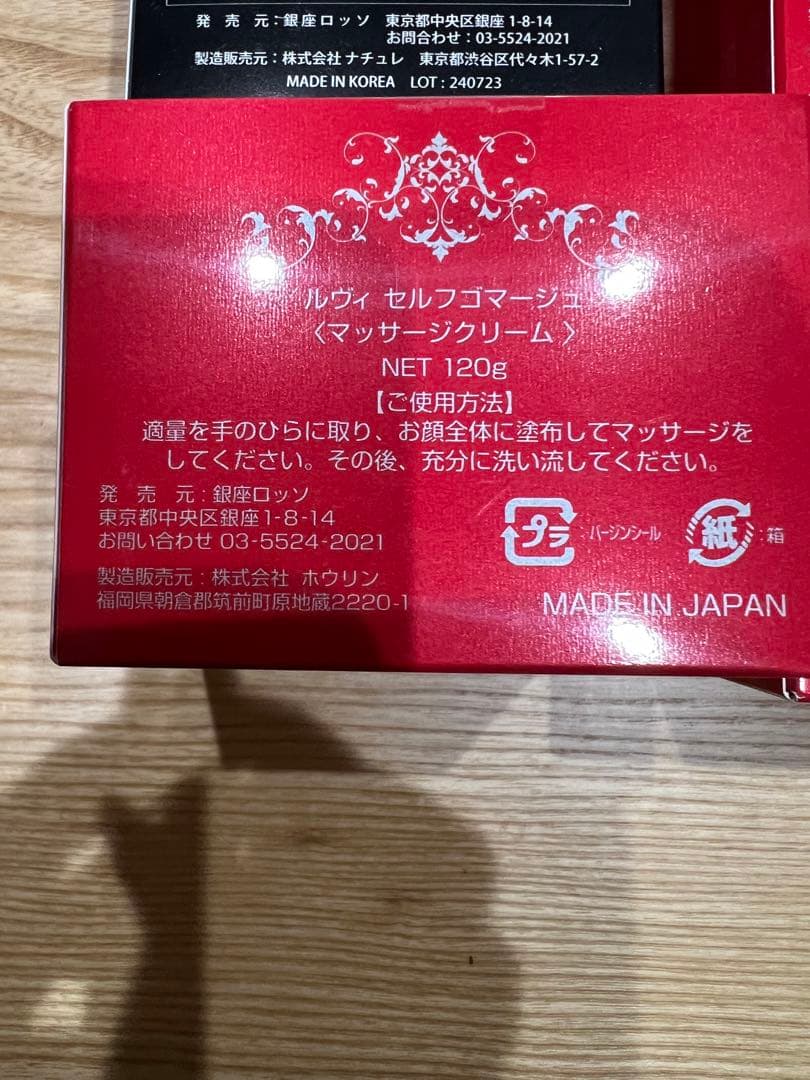 発 売 元：銀座ロッソ 東京都中央区銀座 1-8-14
お問合わせ：03-5524-2021
製造販売元：株式会社 ナチュレ 東京都渋谷区代々木1-57-2
MADE IN KOREA LOT : 240723
ルヴィ セルフゴマージュ
〈マッサージクリーム 〉
NET 120g
【ご使用方法】
適量を手のひらに取り、お顔全体に塗布してマッサージを
してください。その後、充分に洗い流してください。
発 売 元：銀座ロッソ
東京都中央区銀座1-8-14
お問い合わせ 03-5524-2021
製造販売元：株式会社 ホウリン
福岡県朝倉郡筑前町原地蔵2220-1
プラ：バージンシール
紙：箱
MADE IN JAPAN